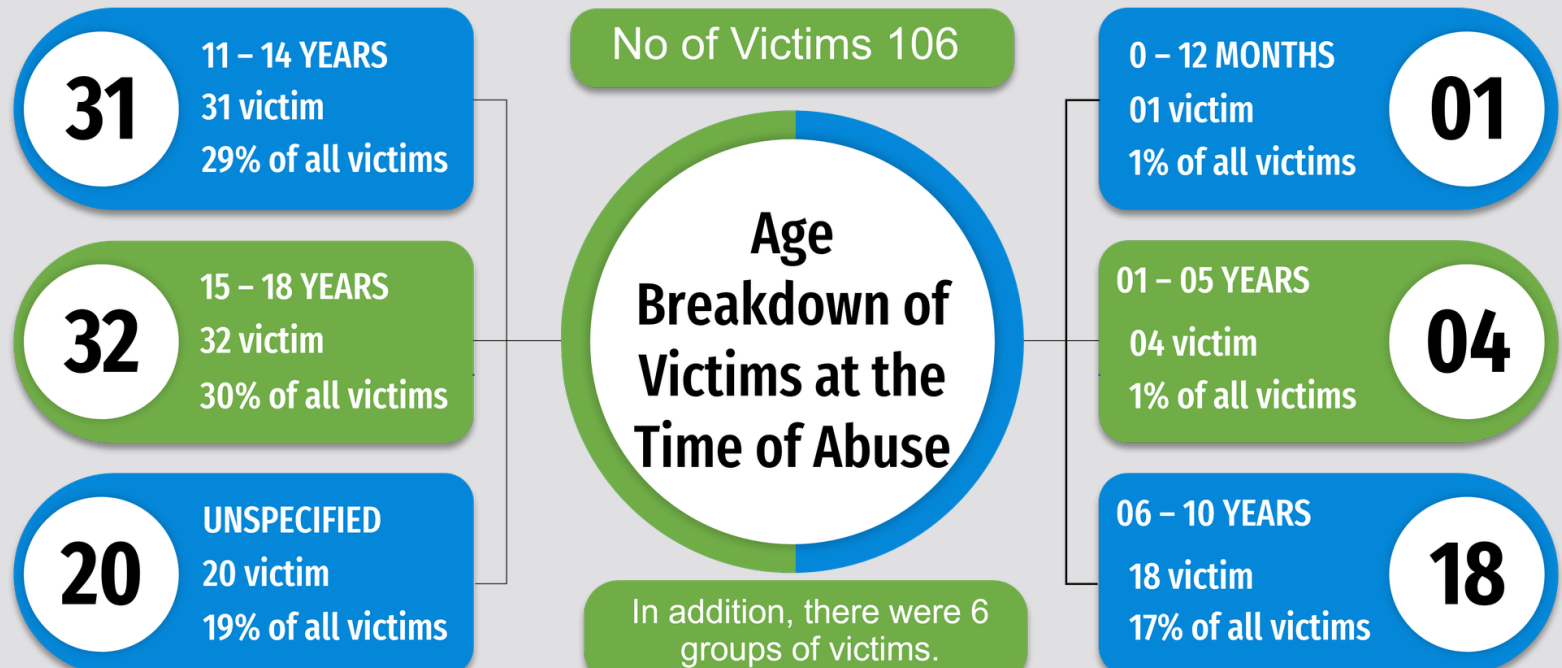 No of Victims 106
31
11 – 14 YEARS
31 victim
29% of all victims
32
15 – 18 YEARS
32 victim
30% of all victims
20
UNSPECIFIED
20 victim
19% of all victims
Age
Breakdown of
Victims at the
Time of Abuse
In addition, there were 6
groups of victims.
0 – 12 MONTHS
01 victim
1% of all victims
01
01 – 05 YEARS
04 victim
1% of all victims
04
06 – 10 YEARS
18 victim
17% of all victims
18